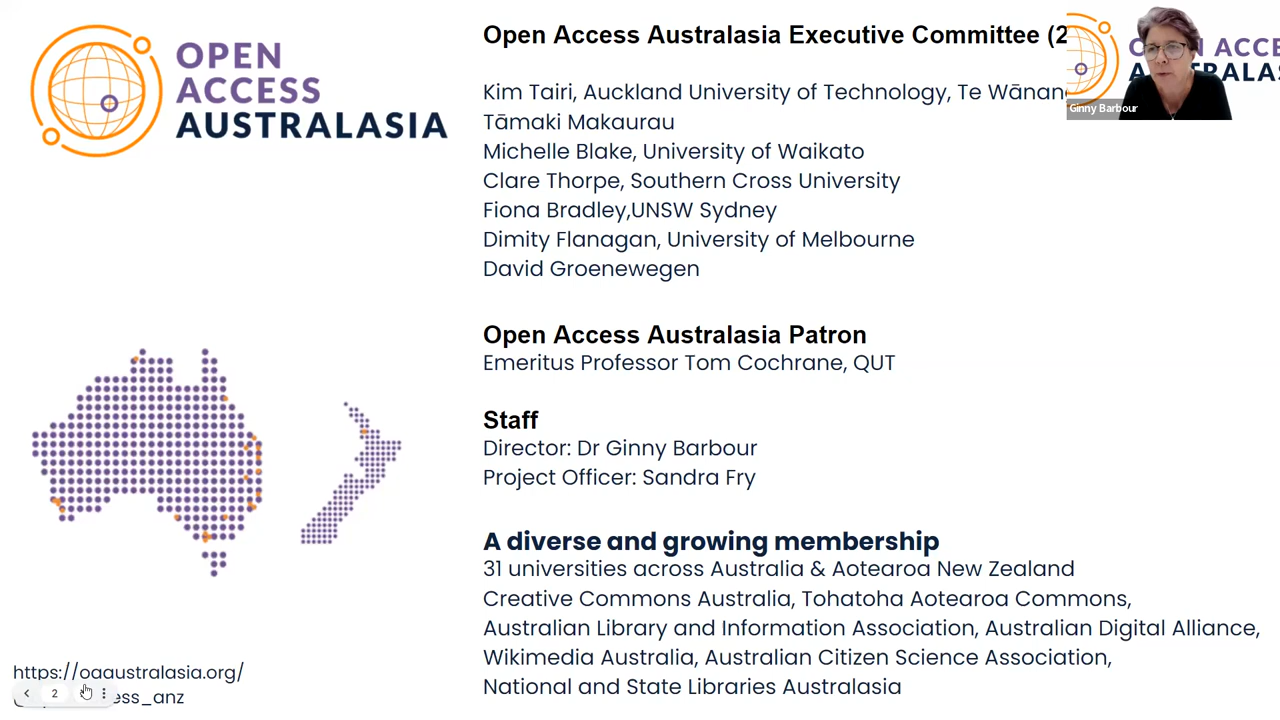 OPEN
ACCESS
AUSTRALASIA
Open Access Australasia Executive Committee
Kim Tairi, Auckland University of Technology, Te
Tāmaki Makaurau
Michelle Blake, University of Waikato
Clare Thorpe, Southern Cross University
Fiona Bradley,UNSW Sydney
Dimity Flanagan, University of Melbourne
David Groenewegen
Open Access Australasia Patron
Emeritus Professor Tom Cochrane, QUT
Staff
Director: Dr Ginny Barbour
Project Officer: Sandra Fry
A diverse and growing membership
31 universities across Australia & Aotearoa New Zealand
Creative Commons Australia, Tohatoha Aotearoa Commons,
Australian Library and Information Association, Australian Digital Alliance,
Wikimedia Australia, Australian Citizen Science Association,
National and State Libraries Australasia
https://oaaustralasia.org/
2
Ginny Barbour